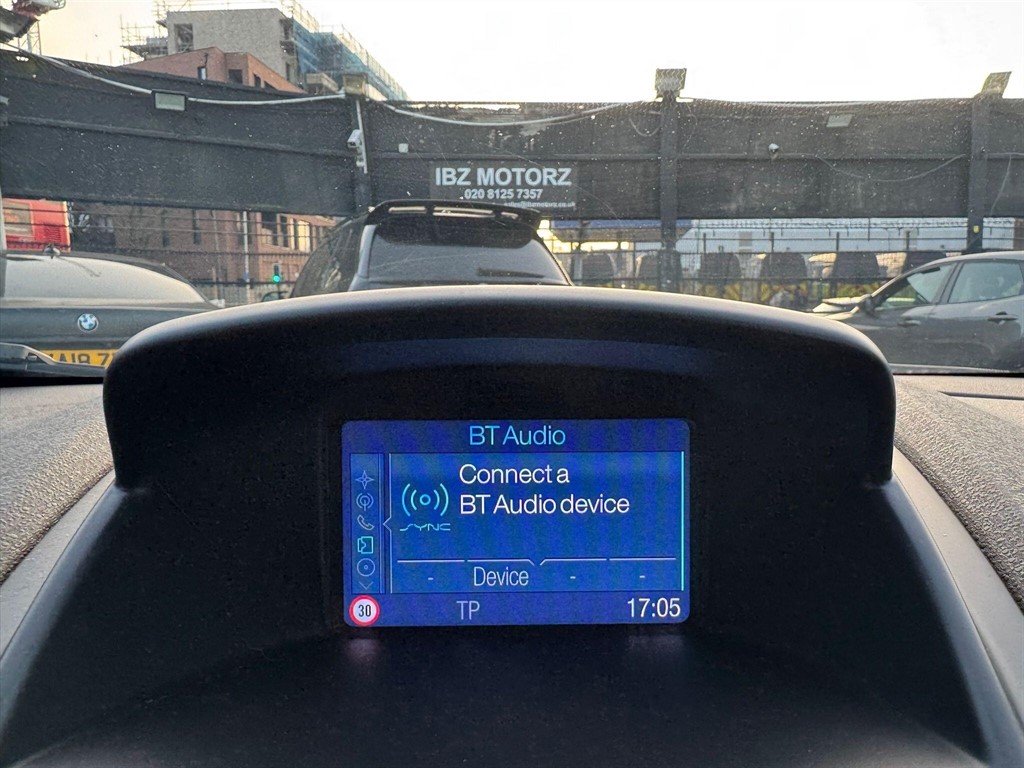 IBZ MOTORZ
020 8125 7357
BT Audio
Connect a
BT Audio device
SYNC
- Device - -
30 TP 17:05